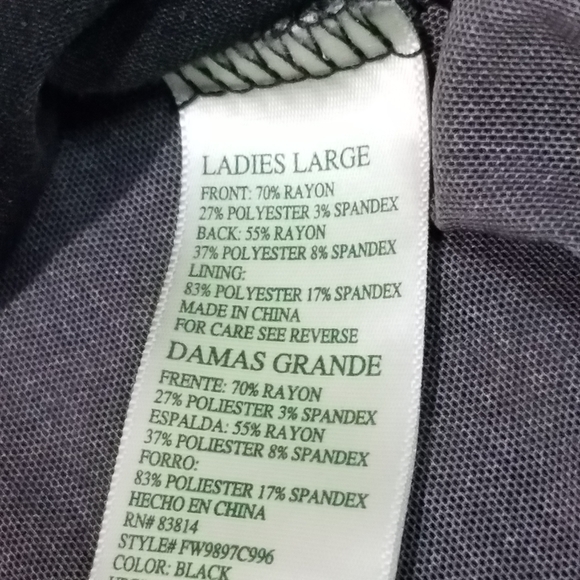 LADIES LARGE
FRONT: 70% RAYON
27% POLYESTER 3% SPANDEX
BACK: 55% RAYON
37% POLYESTER 8% SPANDEX
LINING:
83% POLYESTER 17% SPANDEX
MADE IN CHINA
FOR CARE SEE REVERSE
DAMAS GRANDE
FRENTE: 70% RAYON
27% POLIESTER 3% SPANDEX
ESPALDA: 55% RAYON
37% POLIESTER 8% SPANDEX
FORRO:
83% POLIESTER 17% SPANDEX
HECHO EN CHINA
RN# 83814
STYLE# FW9897C996
COLOR: BLACK